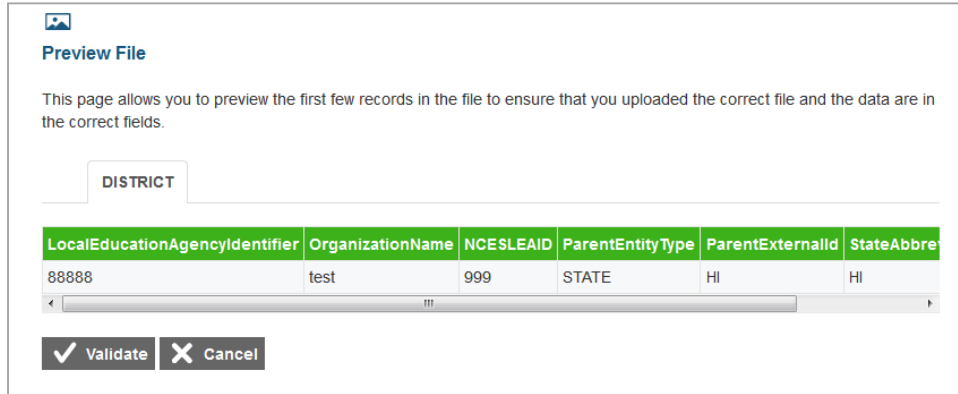 Preview File
This page allows you to preview the first few records in the file to ensure that you uploaded the correct file and the data are in
the correct fields.
DISTRICT
LocalEducationAgencyIdentifier OrganizationName NCESLEAID ParentEntityType ParentExternalId StateAbbrev
88888 test 999 STATE HI HI
Validate Cancel